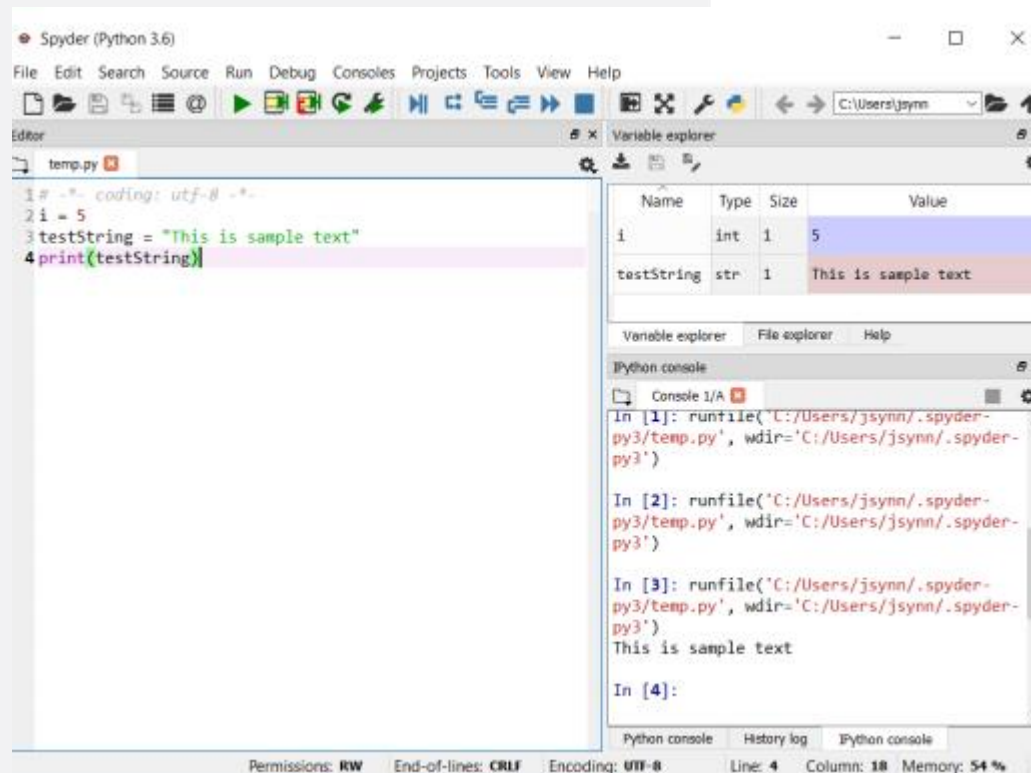 Spyder (Python 3.6)
File Edit Search Source Run Debug Consoles Projects Tools View Help
C:\Users\jsynn
Editor
temp.py
1 # -*- coding: utf-8 -*-
2 i = 5
3 testString = "This is sample text"
4 print(testString)
Variable explorer
Name Type Size Value
i int 1 5
testString str 1 This is sample text
Variable explorer File explorer Help
IPython console
Console 1/A
In [1]: runfile('C:/Users/jsynn/.spyder-
py3/temp.py', wdir='C:/Users/jsynn/.spyder-
py3')
In [2]: runfile('C:/Users/jsynn/.spyder-
py3/temp.py', wdir='C:/Users/jsynn/.spyder-
py3')
In [3]: runfile('C:/Users/jsynn/.spyder-
py3/temp.py', wdir='C:/Users/jsynn/.spyder-
py3')
This is sample text
In [4]:
Python console History log IPython console
Permissions: RW End-of-lines: CRLF Encoding: UTF-8 Line: 4 Column: 18 Memory: 54 %